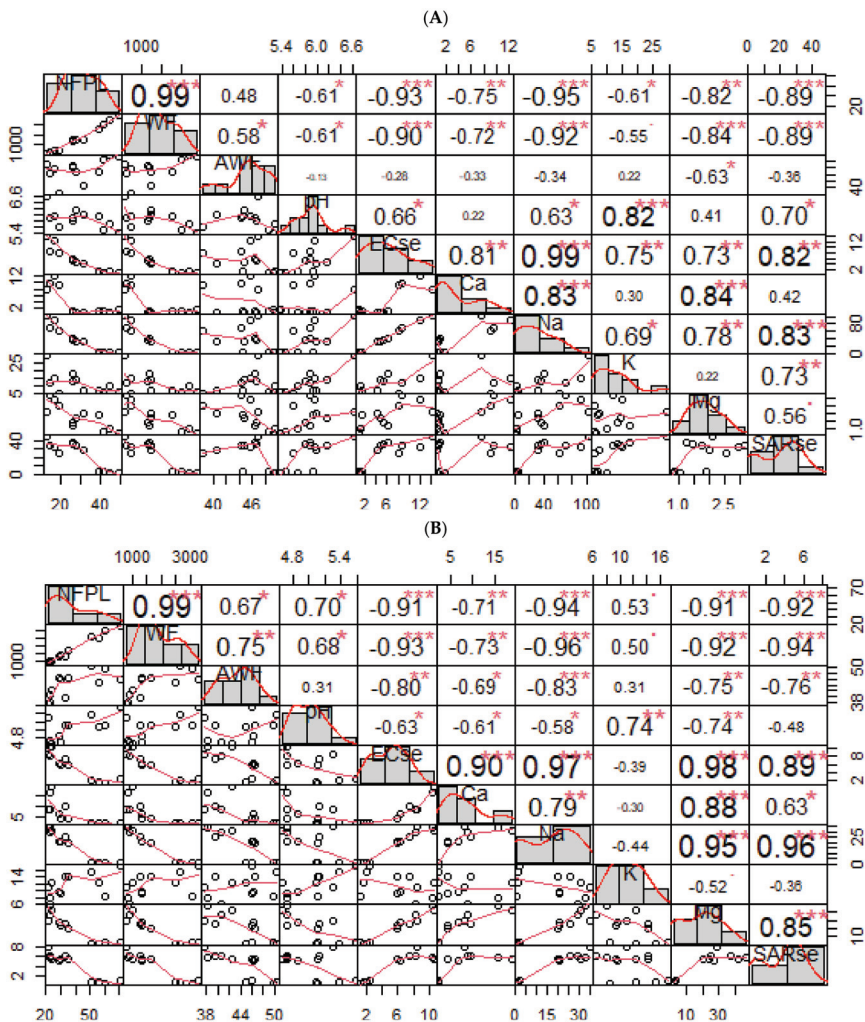 (A)
1000 5.4 6.0 6.6 2 6 12 5 15 25 0 20 40
NFPL 0.99 *** 0.48 -0.61 * -0.93 *** -0.75 ** -0.95 *** -0.61 * -0.82 ** -0.89 *** 20
1000 WF 0.58 * -0.61 * -0.90 *** -0.72 ** -0.92 *** -0.55 . -0.84 *** -0.89 ***
AWF -0.13 -0.28 -0.33 -0.34 0.22 -0.63 * -0.36 40
5.4 6.6 pH 0.66 * 0.22 0.63 * 0.82 *** 0.41 0.70 *
ECse 0.81 ** 0.99 *** 0.75 ** 0.73 ** 0.82 ** 2 12
2 12 Ca 0.83 *** 0.30 0.84 *** 0.42
Na 0.69 * 0.78 ** 0.83 *** 0 80
5 25 K 0.22 0.73 **
Mg 0.56 . 1.0
0 40 SARse
20 40 40 46 2 6 12 0 40 100 1.0 2.5
(B)
1000 3000 4.8 5.4 5 15 6 10 16 2 6
NFPL 0.99 *** 0.67 * 0.70 * -0.91 *** -0.71 ** -0.94 *** 0.53 . -0.91 *** -0.92 *** 20 70
1000 WF 0.75 ** 0.68 * -0.93 *** -0.73 ** -0.96 *** 0.50 . -0.92 *** -0.94 ***
AWF 0.31 -0.80 ** -0.69 * -0.83 *** 0.31 -0.75 ** -0.76 ** 38 50
4.8 pH -0.63 * -0.61 * -0.58 * 0.74 ** -0.74 ** -0.48
ECse 0.90 *** 0.97 *** -0.39 0.98 *** 0.89 *** 2 8
5 Ca 0.79 ** -0.30 0.88 *** 0.63 *
Na -0.44 0.95 *** 0.96 *** 0 25
6 14 K -0.52 . -0.36
Mg 0.85 *** 10
2 8 SARse
20 50 38 44 50 2 6 10 0 15 30 10 30